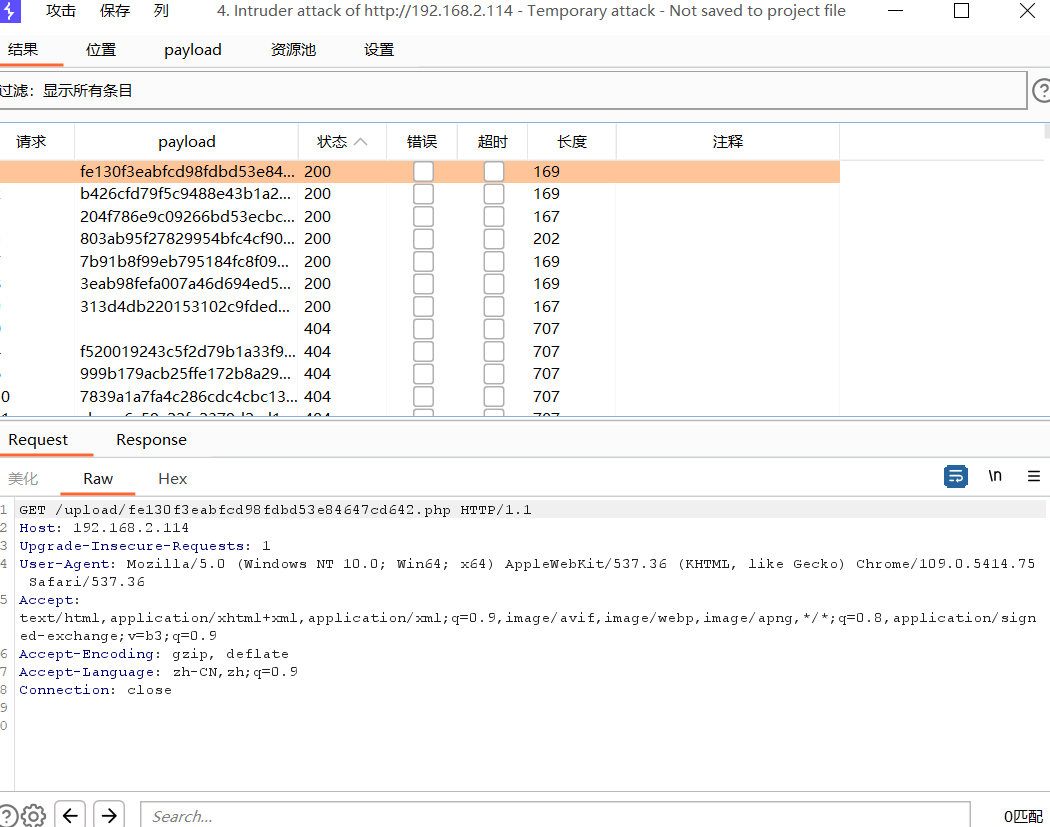 攻击 保存 列 4. Intruder attack of http://192.168.2.114 - Temporary attack - Not saved to project file
结果 位置 payload 资源池 设置
过滤：显示所有条目
请求 payload 状态 错误 超时 长度 注释
fe130f3eabfcd98fdbd53e84... 200 169
b426cfd79f5c9488e43b1a2... 200 169
204f786e9c09266bd53ecbc... 200 167
803ab95f27829954bfc4cf90... 200 202
7b91b8f99eb795184fc8f09... 200 169
3eab98fefa007a46d694ed5... 200 169
313d4db220153102c9fded... 200 167
404 707
f520019243c5f2d79b1a33f9... 404 707
999b179acb25ffe172b8a29... 404 707
0 7839a1a7fa4c286cdc4cbc13... 404 707
Request Response
美化 Raw Hex \n
1 GET /upload/fe130f3eabfcd98fdbd53e84647cd642.php HTTP/1.1
2 Host: 192.168.2.114
3 Upgrade-Insecure-Requests: 1
4 User-Agent: Mozilla/5.0 (Windows NT 10.0; Win64; x64) AppleWebKit/537.36 (KHTML, like Gecko) Chrome/109.0.5414.75
Safari/537.36
5 Accept:
text/html,application/xhtml+xml,application/xml;q=0.9,image/avif,image/webp,image/apng,*/*;q=0.8,application/sign
ed-exchange;v=b3;q=0.9
6 Accept-Encoding: gzip, deflate
7 Accept-Language: zh-CN,zh;q=0.9
8 Connection: close
9
0
Search... 0匹配